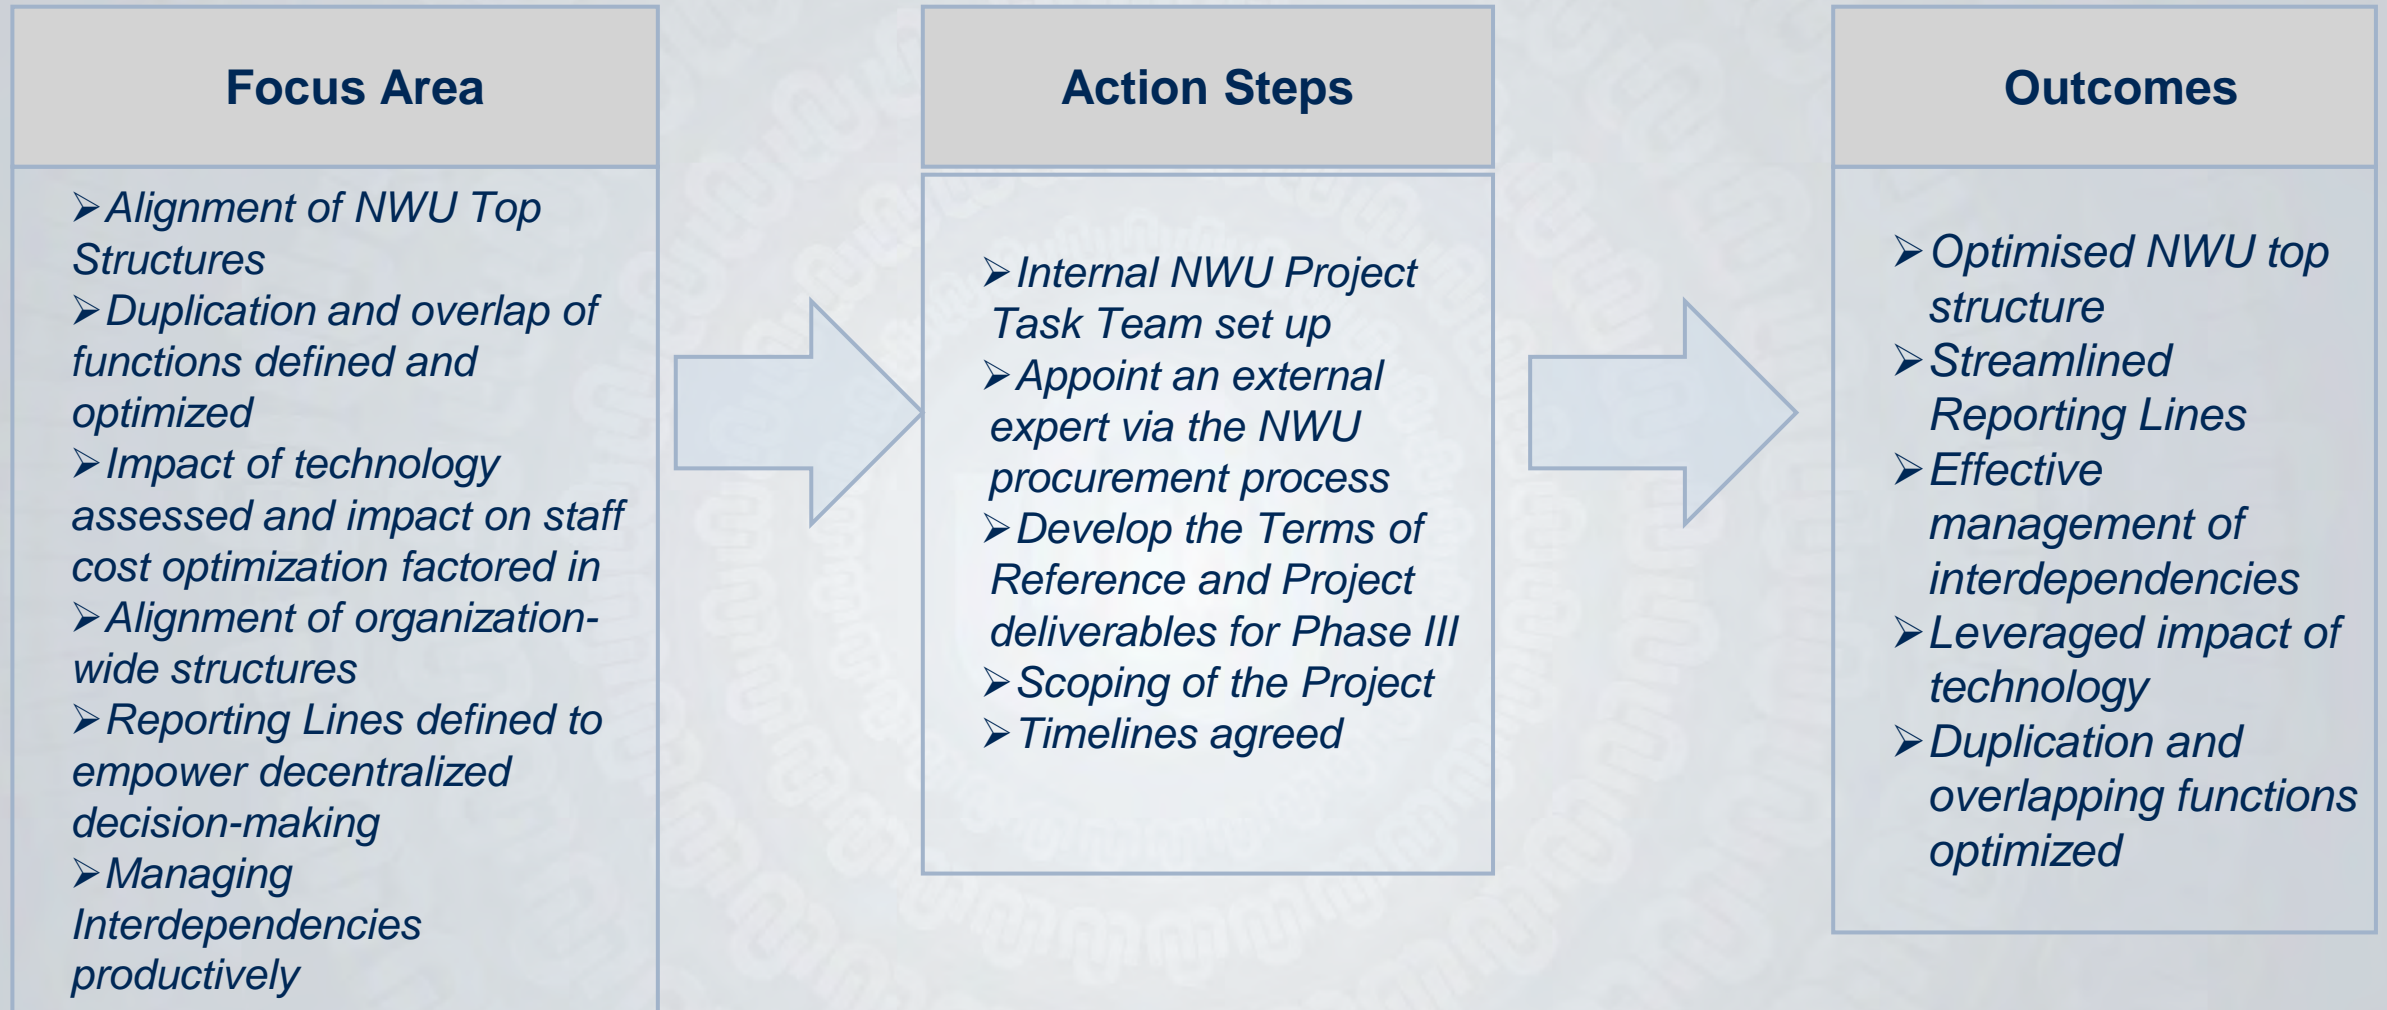 Focus Area
➢Alignment of NWU Top
Structures
➢Duplication and overlap of
functions defined and
optimized
➢Impact of technology
assessed and impact on staff
cost optimization factored in
➢Alignment of organization-
wide structures
➢Reporting Lines defined to
empower decentralized
decision-making
➢Managing
Interdependencies
productively
Action Steps
➢Internal NWU Project
Task Team set up
➢Appoint an external
expert via the NWU
procurement process
➢Develop the Terms of
Reference and Project
deliverables for Phase III
➢Scoping of the Project
➢Timelines agreed
Outcomes
➢Optimised NWU top
structure
➢Streamlined
Reporting Lines
➢Effective
management of
interdependencies
➢Leveraged impact of
technology
➢Duplication and
overlapping functions
optimized